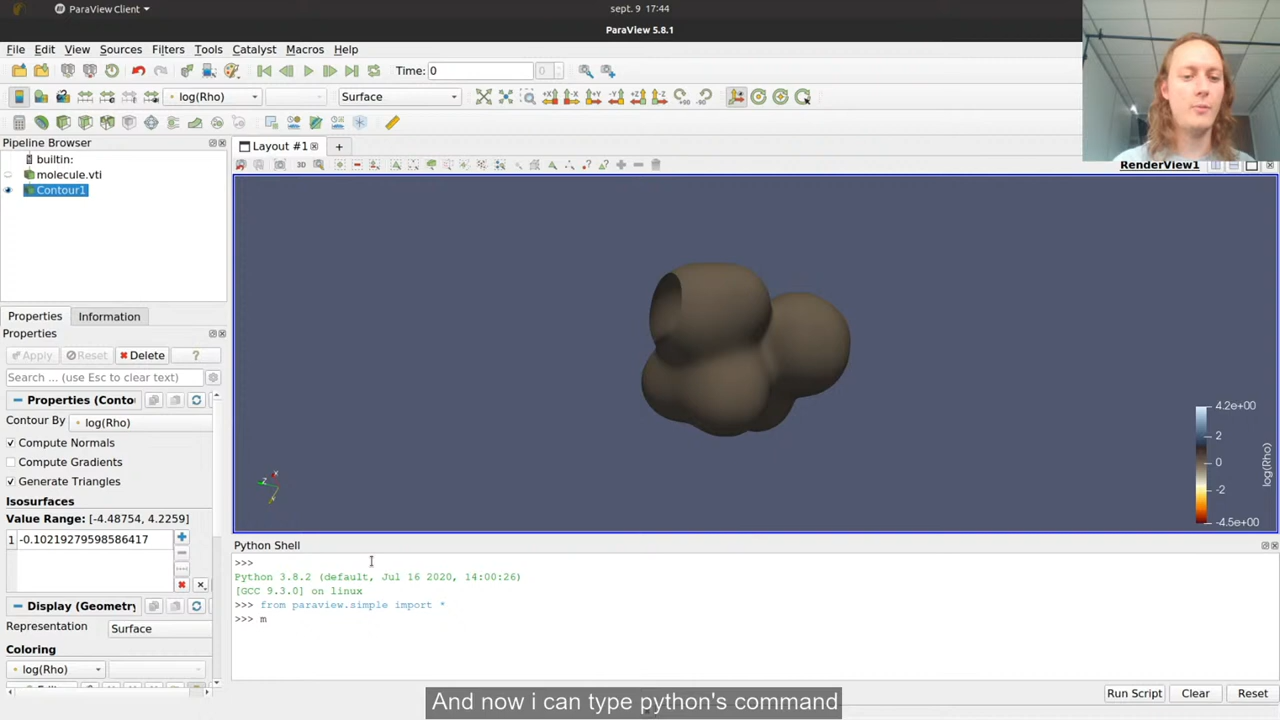 ParaView Client
sept. 9 17:44
ParaView 5.8.1
File Edit View Sources Filters Tools Catalyst Macros Help
Time: 0 0
log(Rho) Surface
Pipeline Browser
Layout #1
builtin:
molecule.vti
Contour1
RenderView1
Properties Information
Properties
Apply Reset Delete ?
Search ... (use Esc to clear text)
Properties (Conto
Contour By log(Rho)
Compute Normals
Compute Gradients
Generate Triangles
Isosurfaces
Value Range: [-4.48754, 4.2259]
1 -0.10219279598586417
Display (Geometry
Representation Surface
Coloring
log(Rho)
4.2e+00
2
0
-2
-4.5e+00
log(Rho)
Python Shell
>>>
Python 3.8.2 (default, Jul 16 2020, 14:00:26)
[GCC 9.3.0] on linux
>>> from paraview.simple import *
>>> m
Run Script Clear Reset
And now i can type python's command